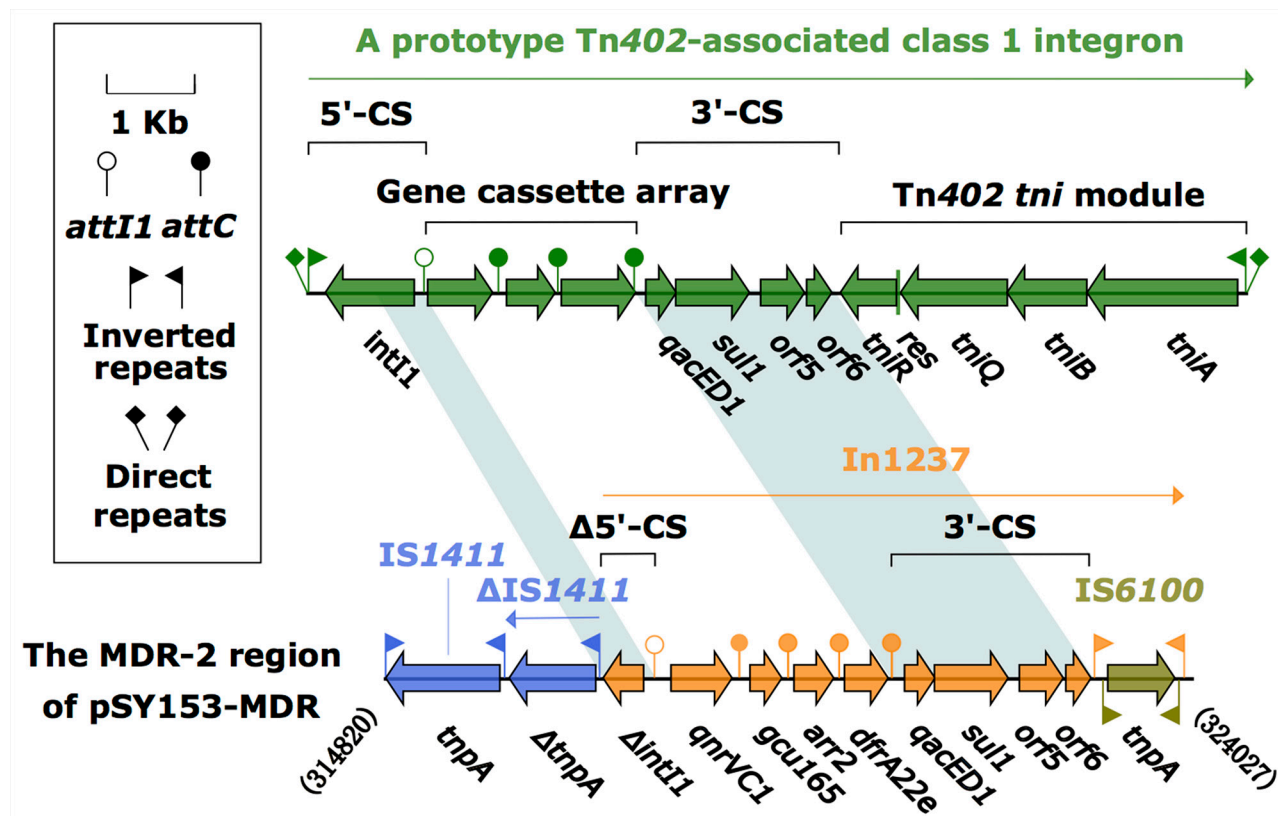 A prototype Tn402-associated class 1 integron
5'-CS
3'-CS
Gene cassette array
Tn402 tni module
intI1
qacED1
sul1
orf5
orf6
tniR
res
tniQ
tniB
tniA
1 Kb
attI1 attC
Inverted
repeats
Direct
repeats
In1237
Δ5'-CS
3'-CS
IS1411
ΔIS1411
IS6100
The MDR-2 region
of pSY153-MDR
(314820)
tnpA
ΔtnpA
ΔintI1
qnrVC1
gcu165
arr2
dfrA22e
qacED1
sul1
orf5
orf6
tnpA
(324027)